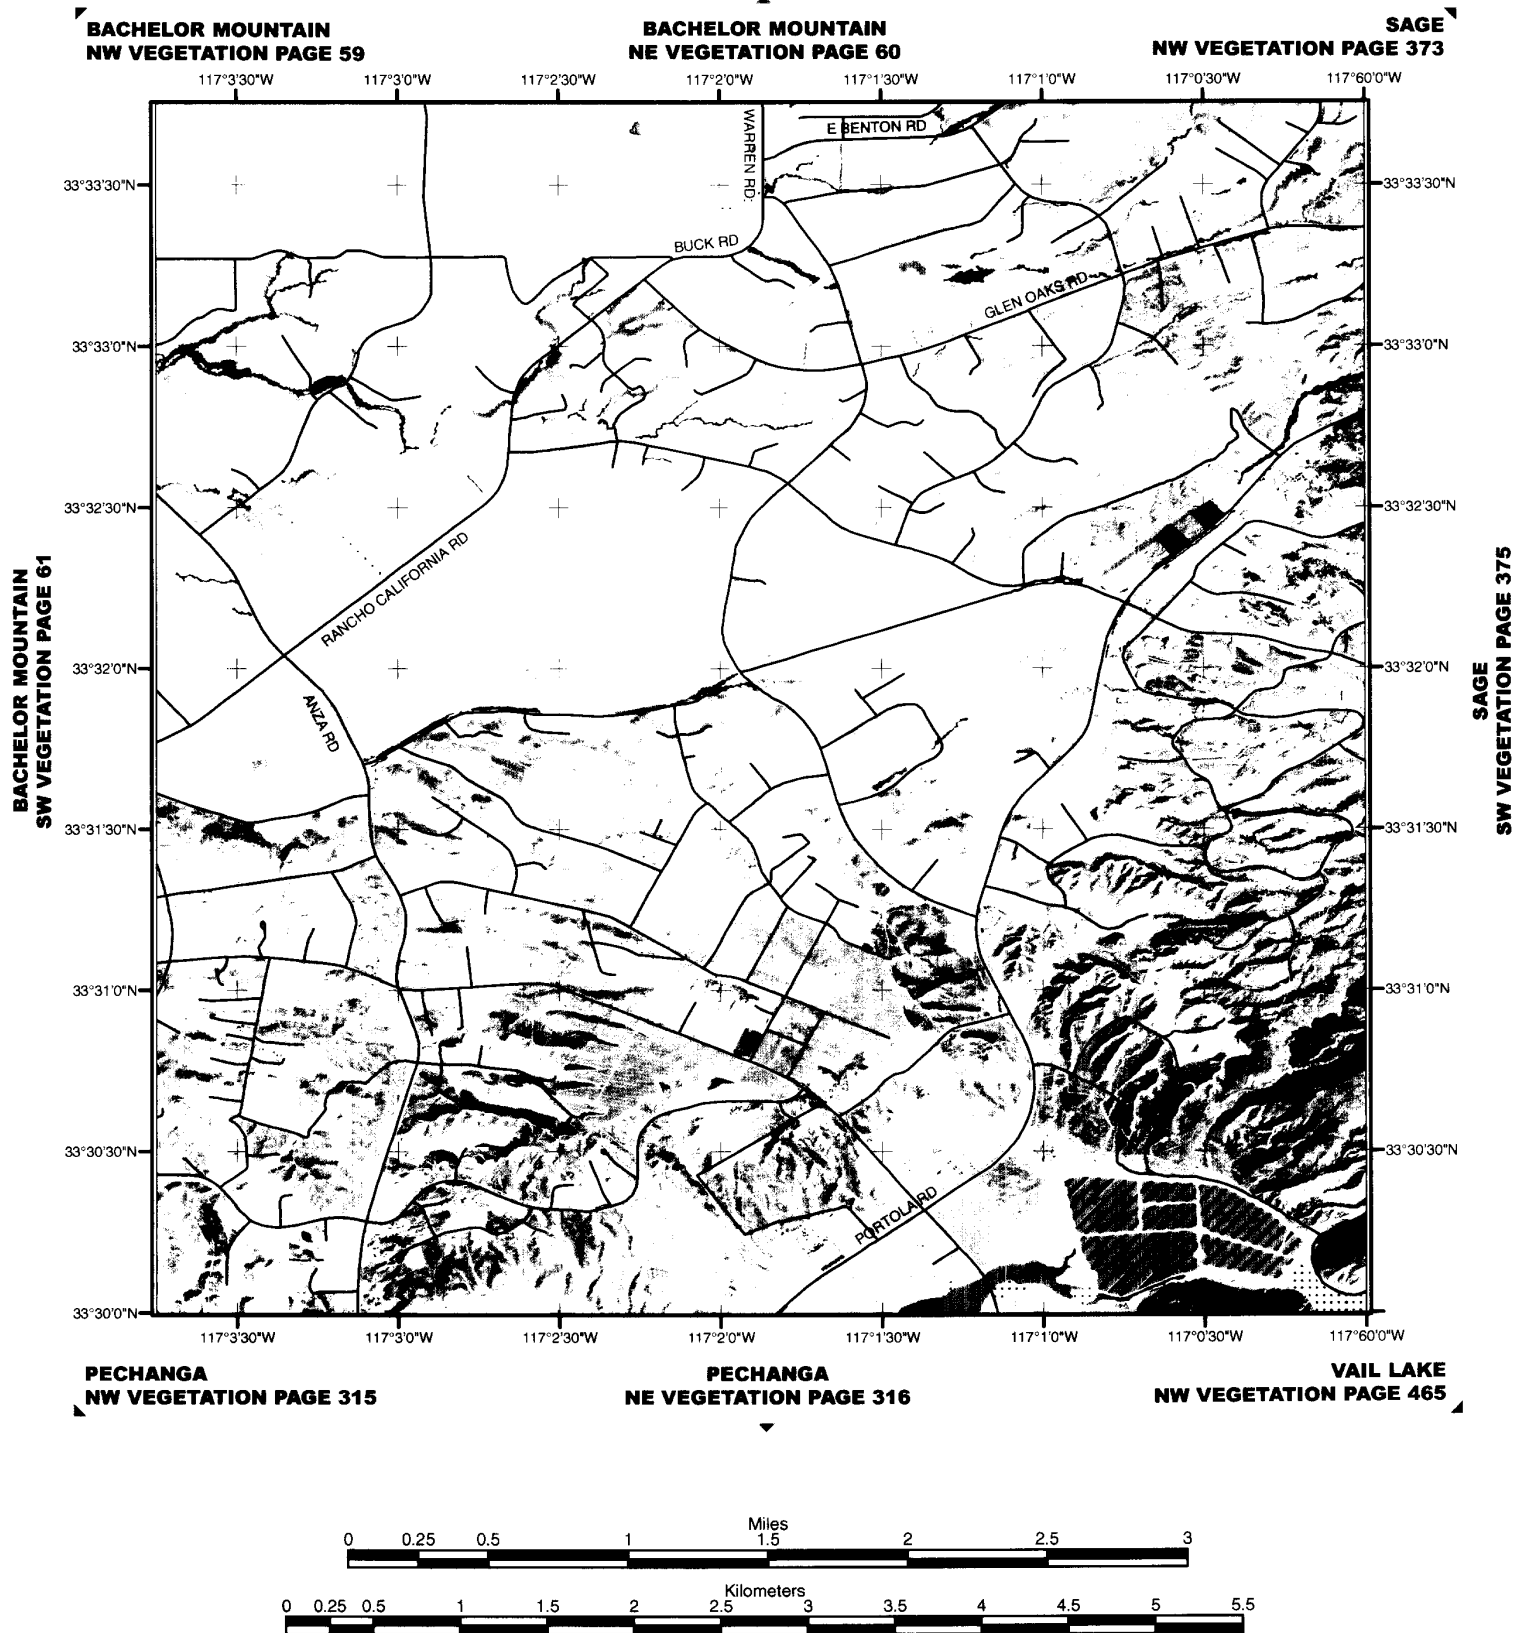 BACHELOR MOUNTAIN
NW VEGETATION PAGE 59
BACHELOR MOUNTAIN
NE VEGETATION PAGE 60
SAGE
NW VEGETATION PAGE 373
117°3'30"W 117°3'0"W 117°2'30"W 117°2'0"W 117°1'30"W 117°1'0"W 117°0'30"W 117°60'0"W
WARREN RD.
E BENTON RD
33°33'30"N 33°33'30"N
BUCK RD
GLEN OAKS RD
33°33'0"N 33°33'0"N
33°32'30"N 33°32'30"N
RANCHO CALIFORNIA RD
BACHELOR MOUNTAIN
SW VEGETATION PAGE 61
SAGE
SW VEGETATION PAGE 375
33°32'0"N 33°32'0"N
ANZA RD
33°31'30"N 33°31'30"N
33°31'0"N 33°31'0"N
33°30'30"N 33°30'30"N
PORTOLA RD
33°30'0"N
117°3'30"W 117°3'0"W 117°2'30"W 117°2'0"W 117°1'30"W 117°1'0"W 117°0'30"W 117°60'0"W
PECHANGA
NW VEGETATION PAGE 315
PECHANGA
NE VEGETATION PAGE 316
VAIL LAKE
NW VEGETATION PAGE 465
Miles
0 0.25 0.5 1 1.5 2 2.5 3
Kilometers
0 0.25 0.5 1 1.5 2 2.5 3 3.5 4 4.5 5 5.5